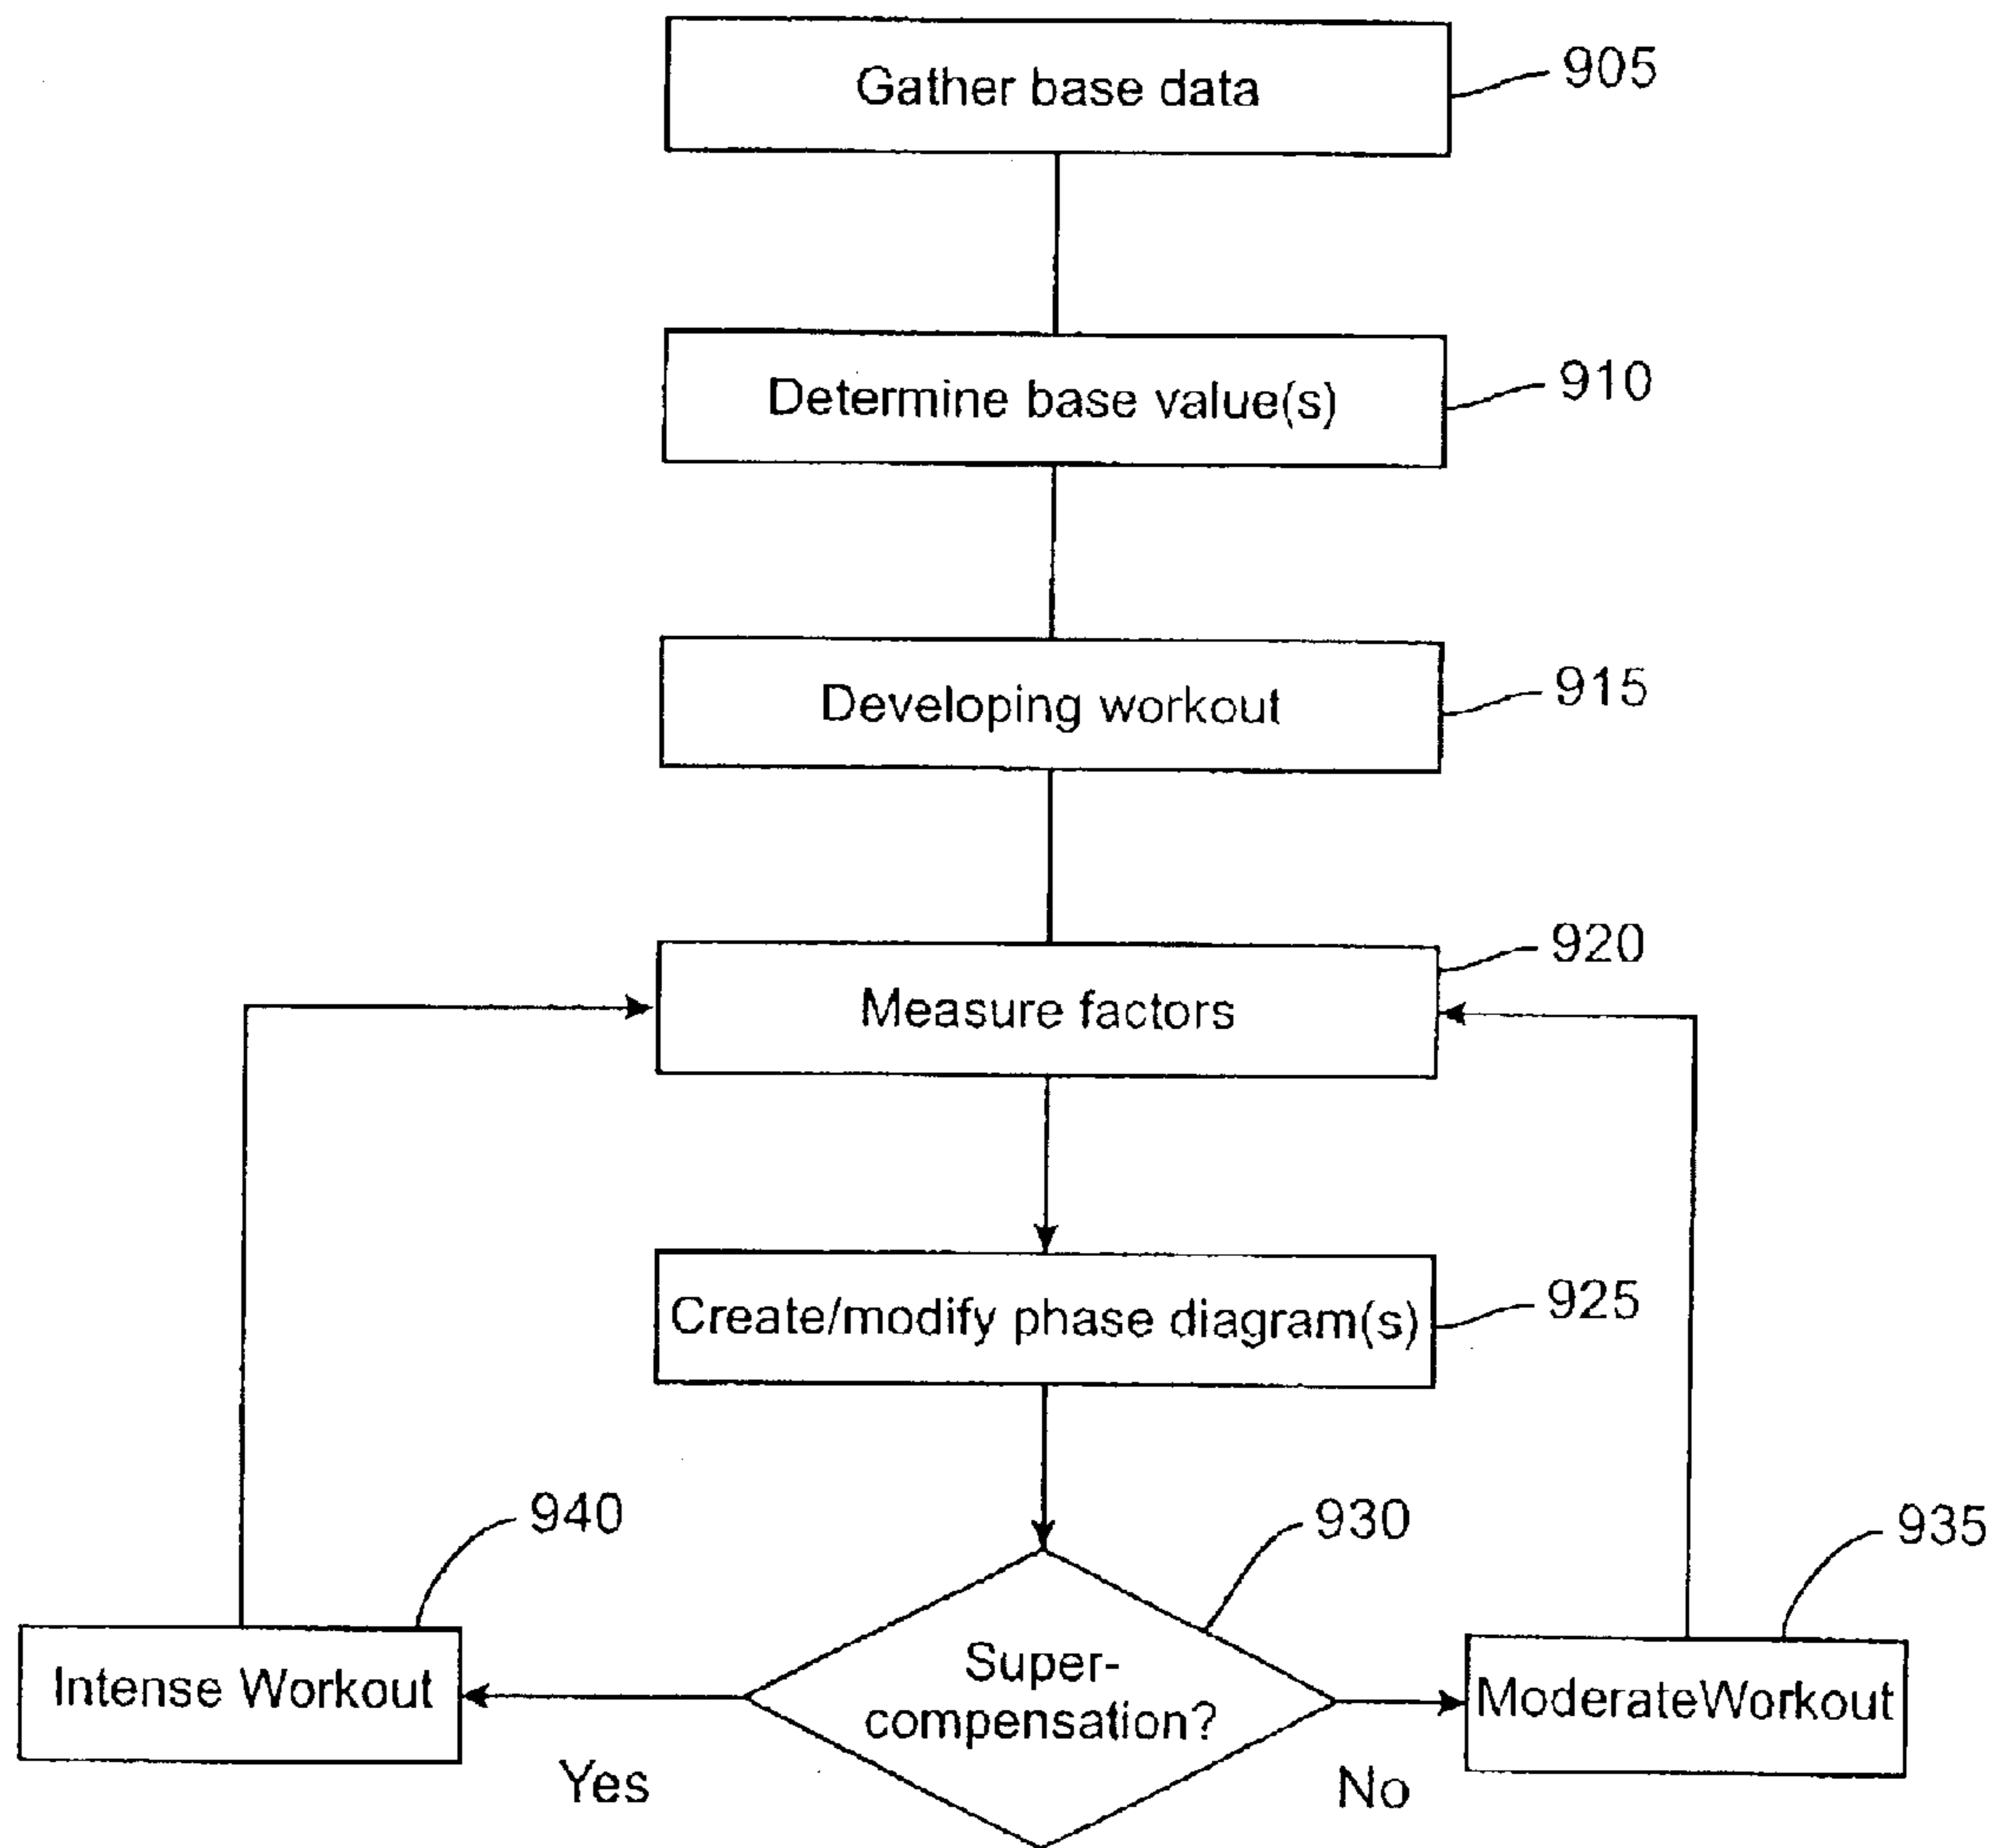 Gather base data
905
Determine base value(s)
910
Developing workout
915
920
Measure factors
Create/modify phase diagram(s)
925
940
930
935
Intense Workout
Super-
compensation?
ModerateWorkout
Yes
No